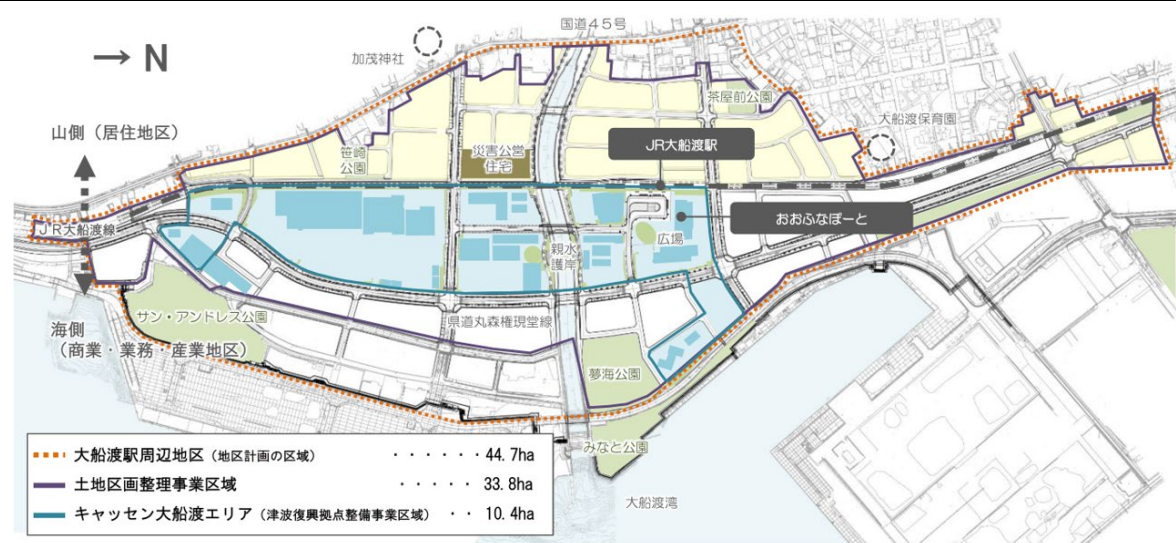 国道45号
→ N
加茂神社
茶屋前公園
大船渡保育園
山側（居住地区）
笹崎
公園
災害公営
住宅
JR大船渡駅
JR大船渡線
おおふなぽーと
広場
親水
護岸
サン・アンドレス公園
県道丸森権現堂線
海側
（商業・業務・産業地区）
夢海公園
みなと公園
大船渡湾
大船渡駅周辺地区（地区計画の区域） ・・・・・・44.7ha
土地区画整理事業区域 ・・・・・33.8ha
キャッセン大船渡エリア（津波復興拠点整備事業区域） ・・10.4ha